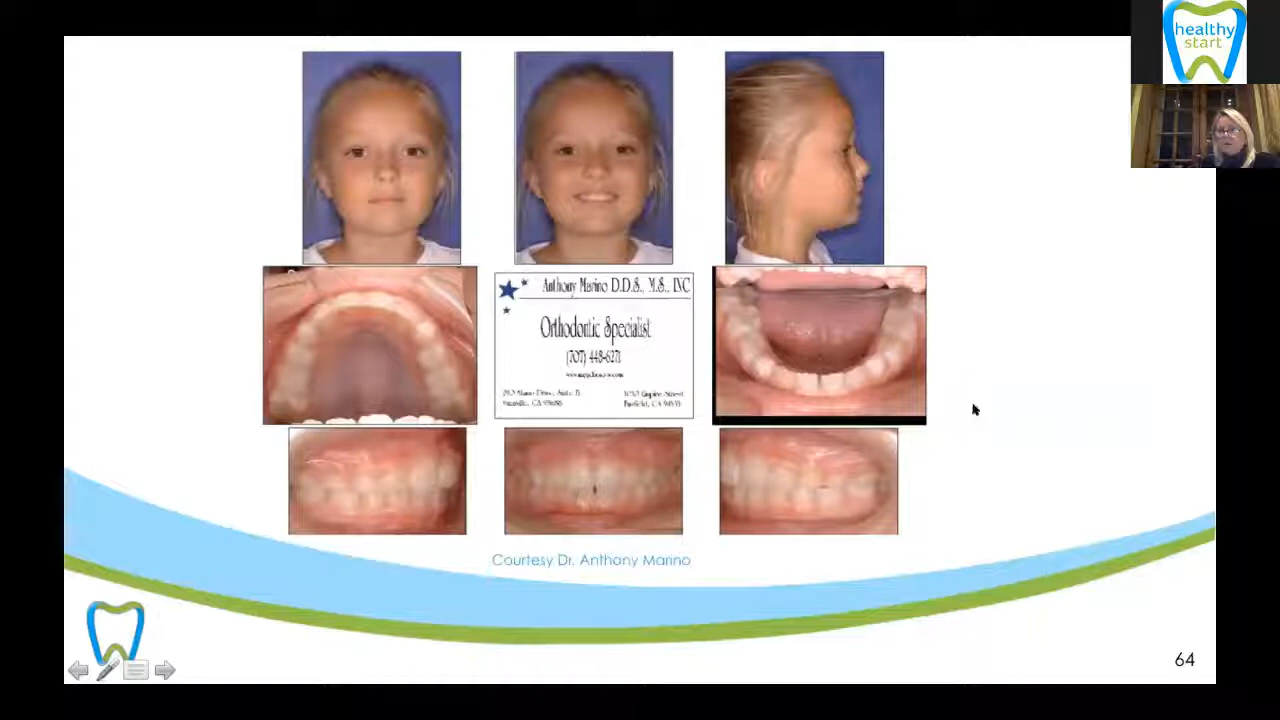 healthy
start
Anthony Marino D.D.S., M.S., INC
Orthodontic Specialist
(707) 448-6271
Courtesy Dr. Anthony Marino
64